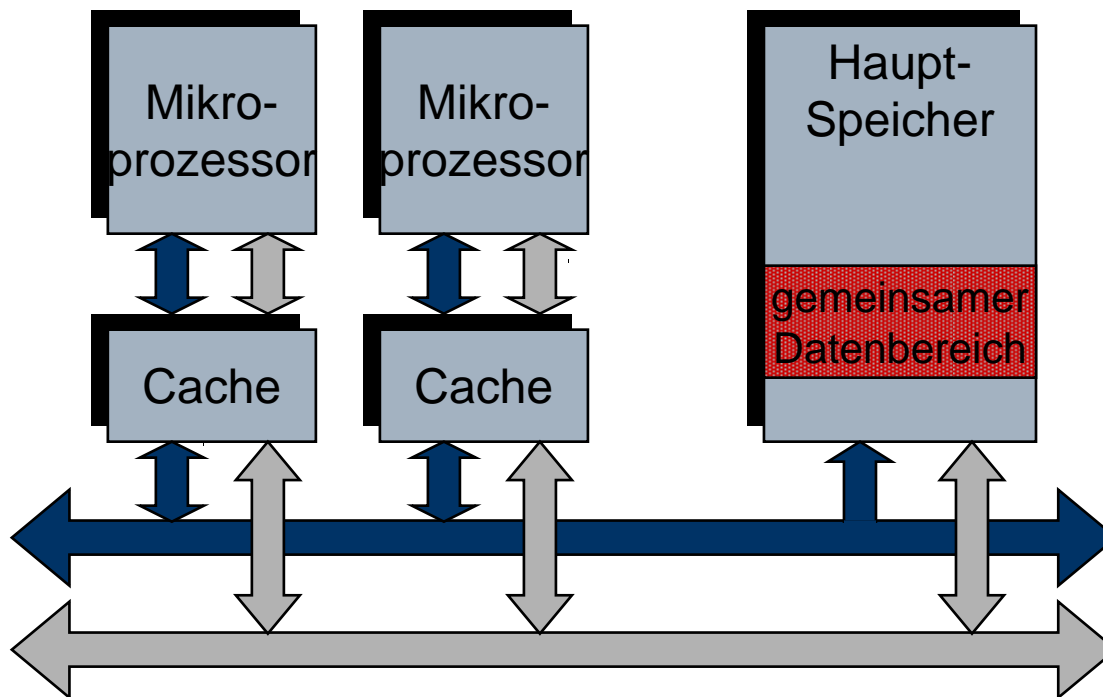 Mikro-
prozessor
Mikro-
prozessor
Haupt-
Speicher
gemeinsamer
Datenbereich
Cache
Cache